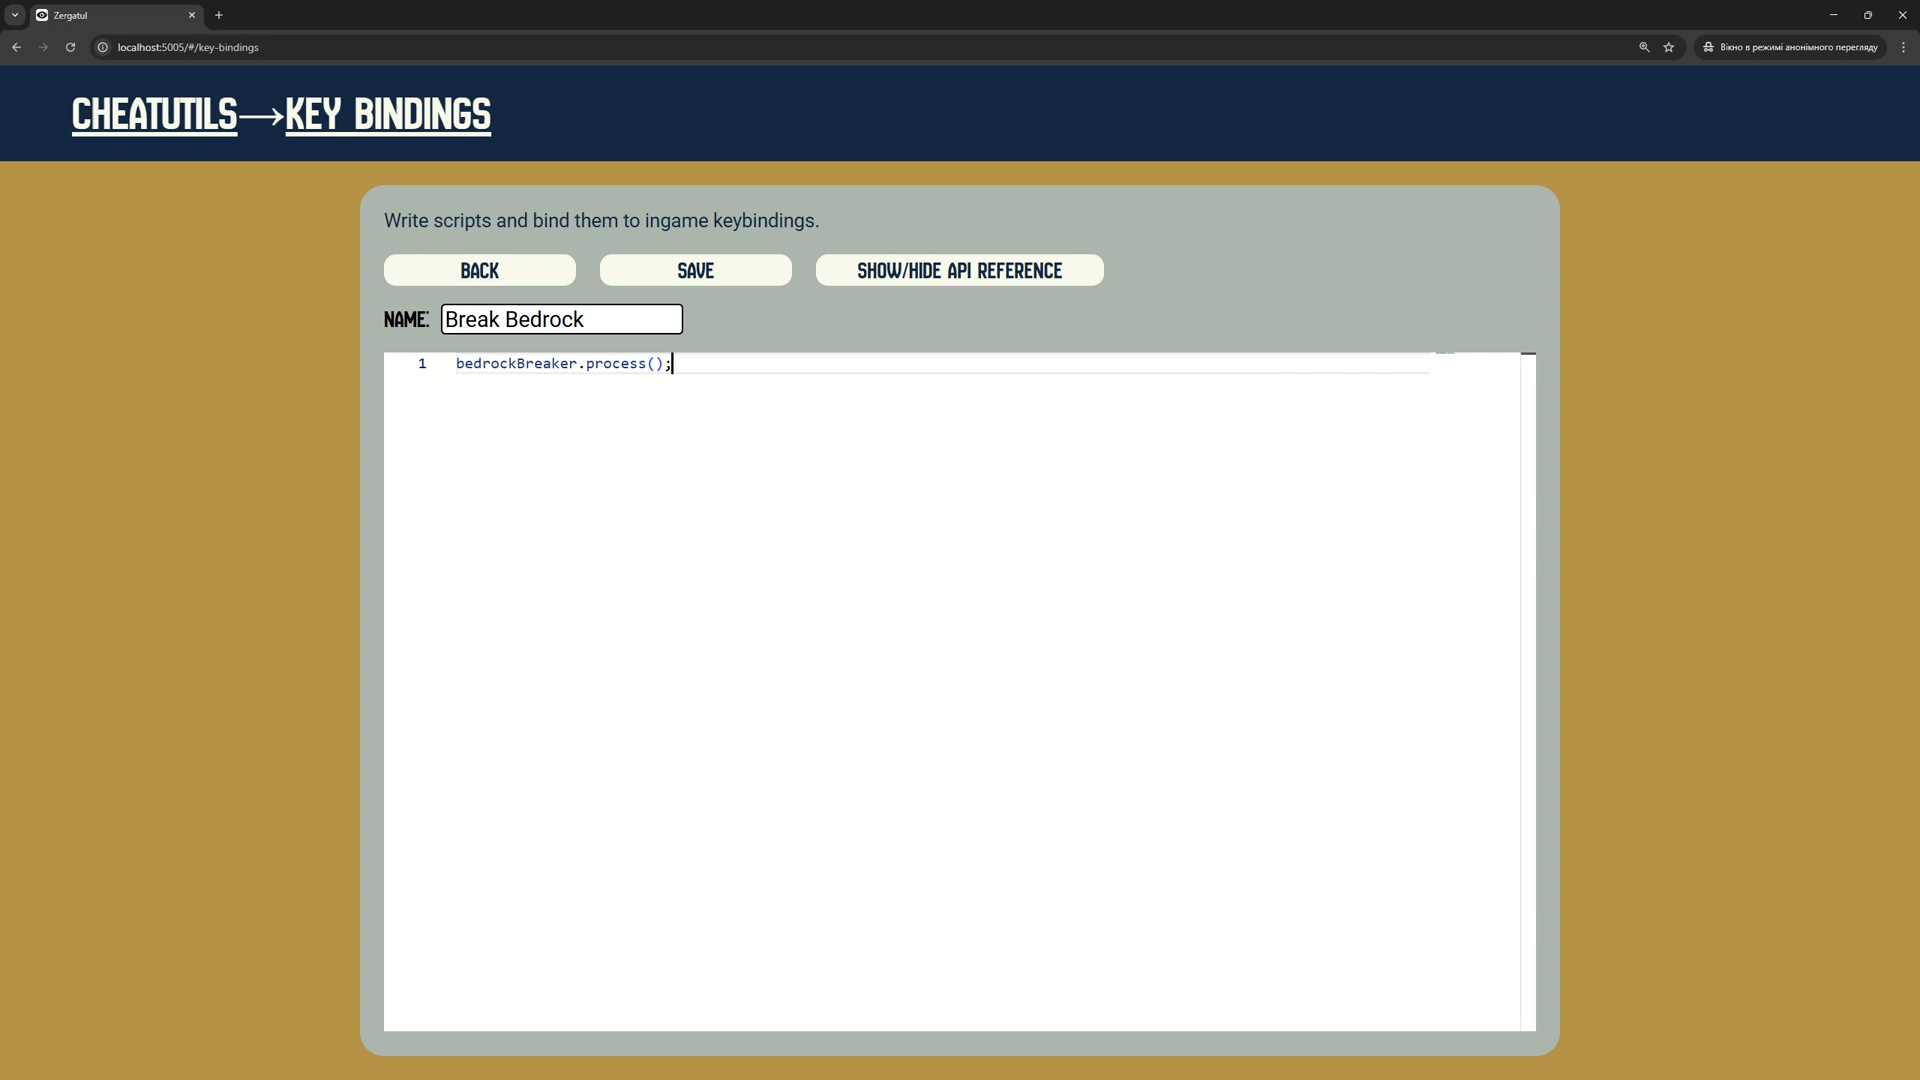 Zergatul
localhost:5005/#/key-bindings
Вікно в режимі анонімного перегляду
CHEATUTILS→KEY BINDINGS
Write scripts and bind them to ingame keybindings.
BACK SAVE SHOW/HIDE API REFERENCE
NAME: Break Bedrock
1 bedrockBreaker.process();